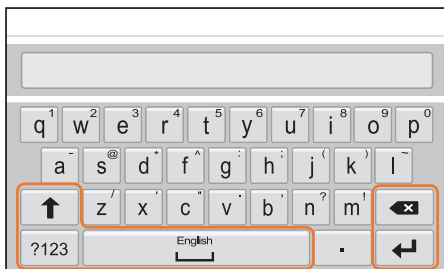 q 1 w 2 e 3 r 4 t 5 y 6 u 7 i 8 o 9 p 0
a - s @ d * f ^ g : h ; j ( k ) l ~
z / x ' c " v . b , n ? m !
?123 English .